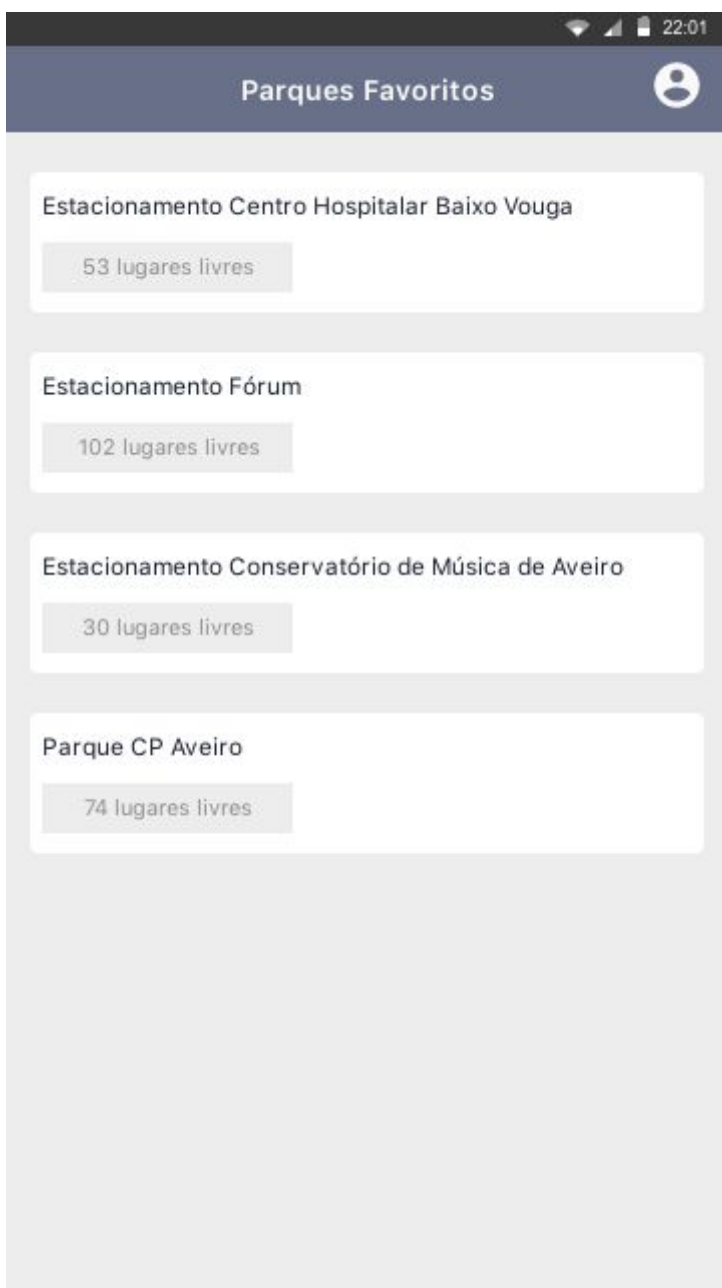 22:01
Parques Favoritos
Estacionamento Centro Hospitalar Baixo Vouga
53 lugares livres
Estacionamento Fórum
102 lugares livres
Estacionamento Conservatório de Música de Aveiro
30 lugares livres
Parque CP Aveiro
74 lugares livres